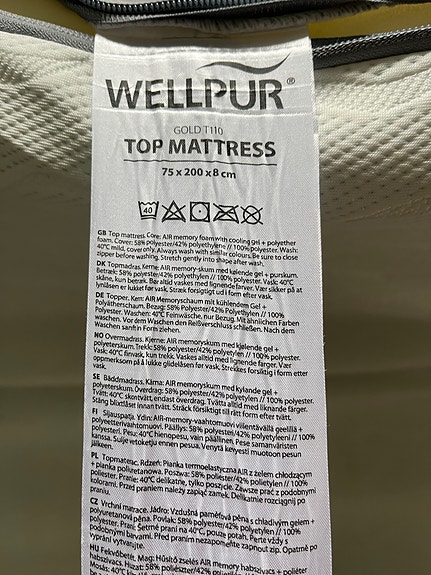 WELLPUR®
GOLD T110
TOP MATTRESS
75 x 200 x 8 cm
40
GB Top mattress. Core: AIR memory foam with cooling gel + polyether
foam. Cover: 58% polyester/42% polyethylene // 100% polyester. Wash:
40°C mild, cover only. Always wash with similar colours. Be sure to close
zipper before washing. Stretch gently into shape after wash.
DK Topmadras. Kerne: AIR memory-skum med kølende gel + purskum.
Betræk: 58% polyester/42% polyetylen // 100% polyester. Vask: 40°C
skåne, kun betræk. Bør altid vaskes med lignende farver. Vær sikker på at
lynlåsen er lukket før vask. Stræk forsigtigt ud i form efter vask.
DE Topper. Kern: AIR Memoryschaum mit kühlendem Gel +
Polyätherschaum. Bezug: 58% Polyester/42% Polyethylen // 100%
Polyester. Waschen: 40°C Feinwäsche, nur Bezug. Mit ähnlichen Farben
waschen. Vor dem Waschen den Reißverschluss schließen. Nach dem
Waschen sanft in Form ziehen.
NO Overmadrass. Kjerne: AIR memoryskum med kjølende gel +
polyeterskum. Trekk: 58% polyester/42% polyetylen // 100% polyester.
Vask: 40°C finvask, kun trekk. Vaskes alltid med lignende farger. Vær
oppmerksom på å lukke glidelåsen før vask. Strekkes forsiktig i form etter
vask.
SE Bäddmadrass. Kärna: AIR memoryskum med kylande gel +
polyeterskum. Överdrag: 58% polyester/42% polyetylen // 100% polyester.
Tvätt: 40°C skontvätt, endast överdrag. Tvätta alltid med liknande färger.
Stäng blixtlåset innan tvätt. Sträck försiktigt till rätt form efter tvätt.
FI Sijauspatja. Ydin: AIR-memory-vaahtomuovi viilentävällä geelillä +
polyeetterivaahtomuovi. Päällys: 58% polyesteri/42% polyetyleeni // 100%
polyesteri. Pesu: 40°C hienopesu, vain päällinen. Pese samanväristen
kanssa. Sulje vetoketju ennen pesua. Venytä kevyesti muotoon pesun
jälkeen.
PL Topmaterac. Rdzeń: Pianka termoelastyczna AIR z żelem chłodzącym
+ pianka poliuretanowa. Poszwa: 58% poliester/42% polietylen // 100%
poliester. Pranie: 40°C delikatne, tylko poszycie. Zawsze prać z podobnymi
kolorami. Przed praniem należy zapiąć zamek. Delikatnie rozciągnij po
praniu.
CZ Vrchní matrace. Jádro: Vzdušná paměťová pěna s chladivým gelem +
polyuretanová pěna. Povlak: 58% polyester/42% polyetylen // 100%
polyester. Praní: Šetrné praní na 40°C, pouze potah. Perte vždy s
podobnými barvami. Před praním nezapomeňte zapnout zip. Opatrně po
vyprání vytvarujte.
HU Fekvőbetét. Mag: Hűsítő zselés AIR memory habszivacs + poliéter
habszivacs. Huzat: 58% poliészter/42% polietilén // 100%
Mosás: 40°C